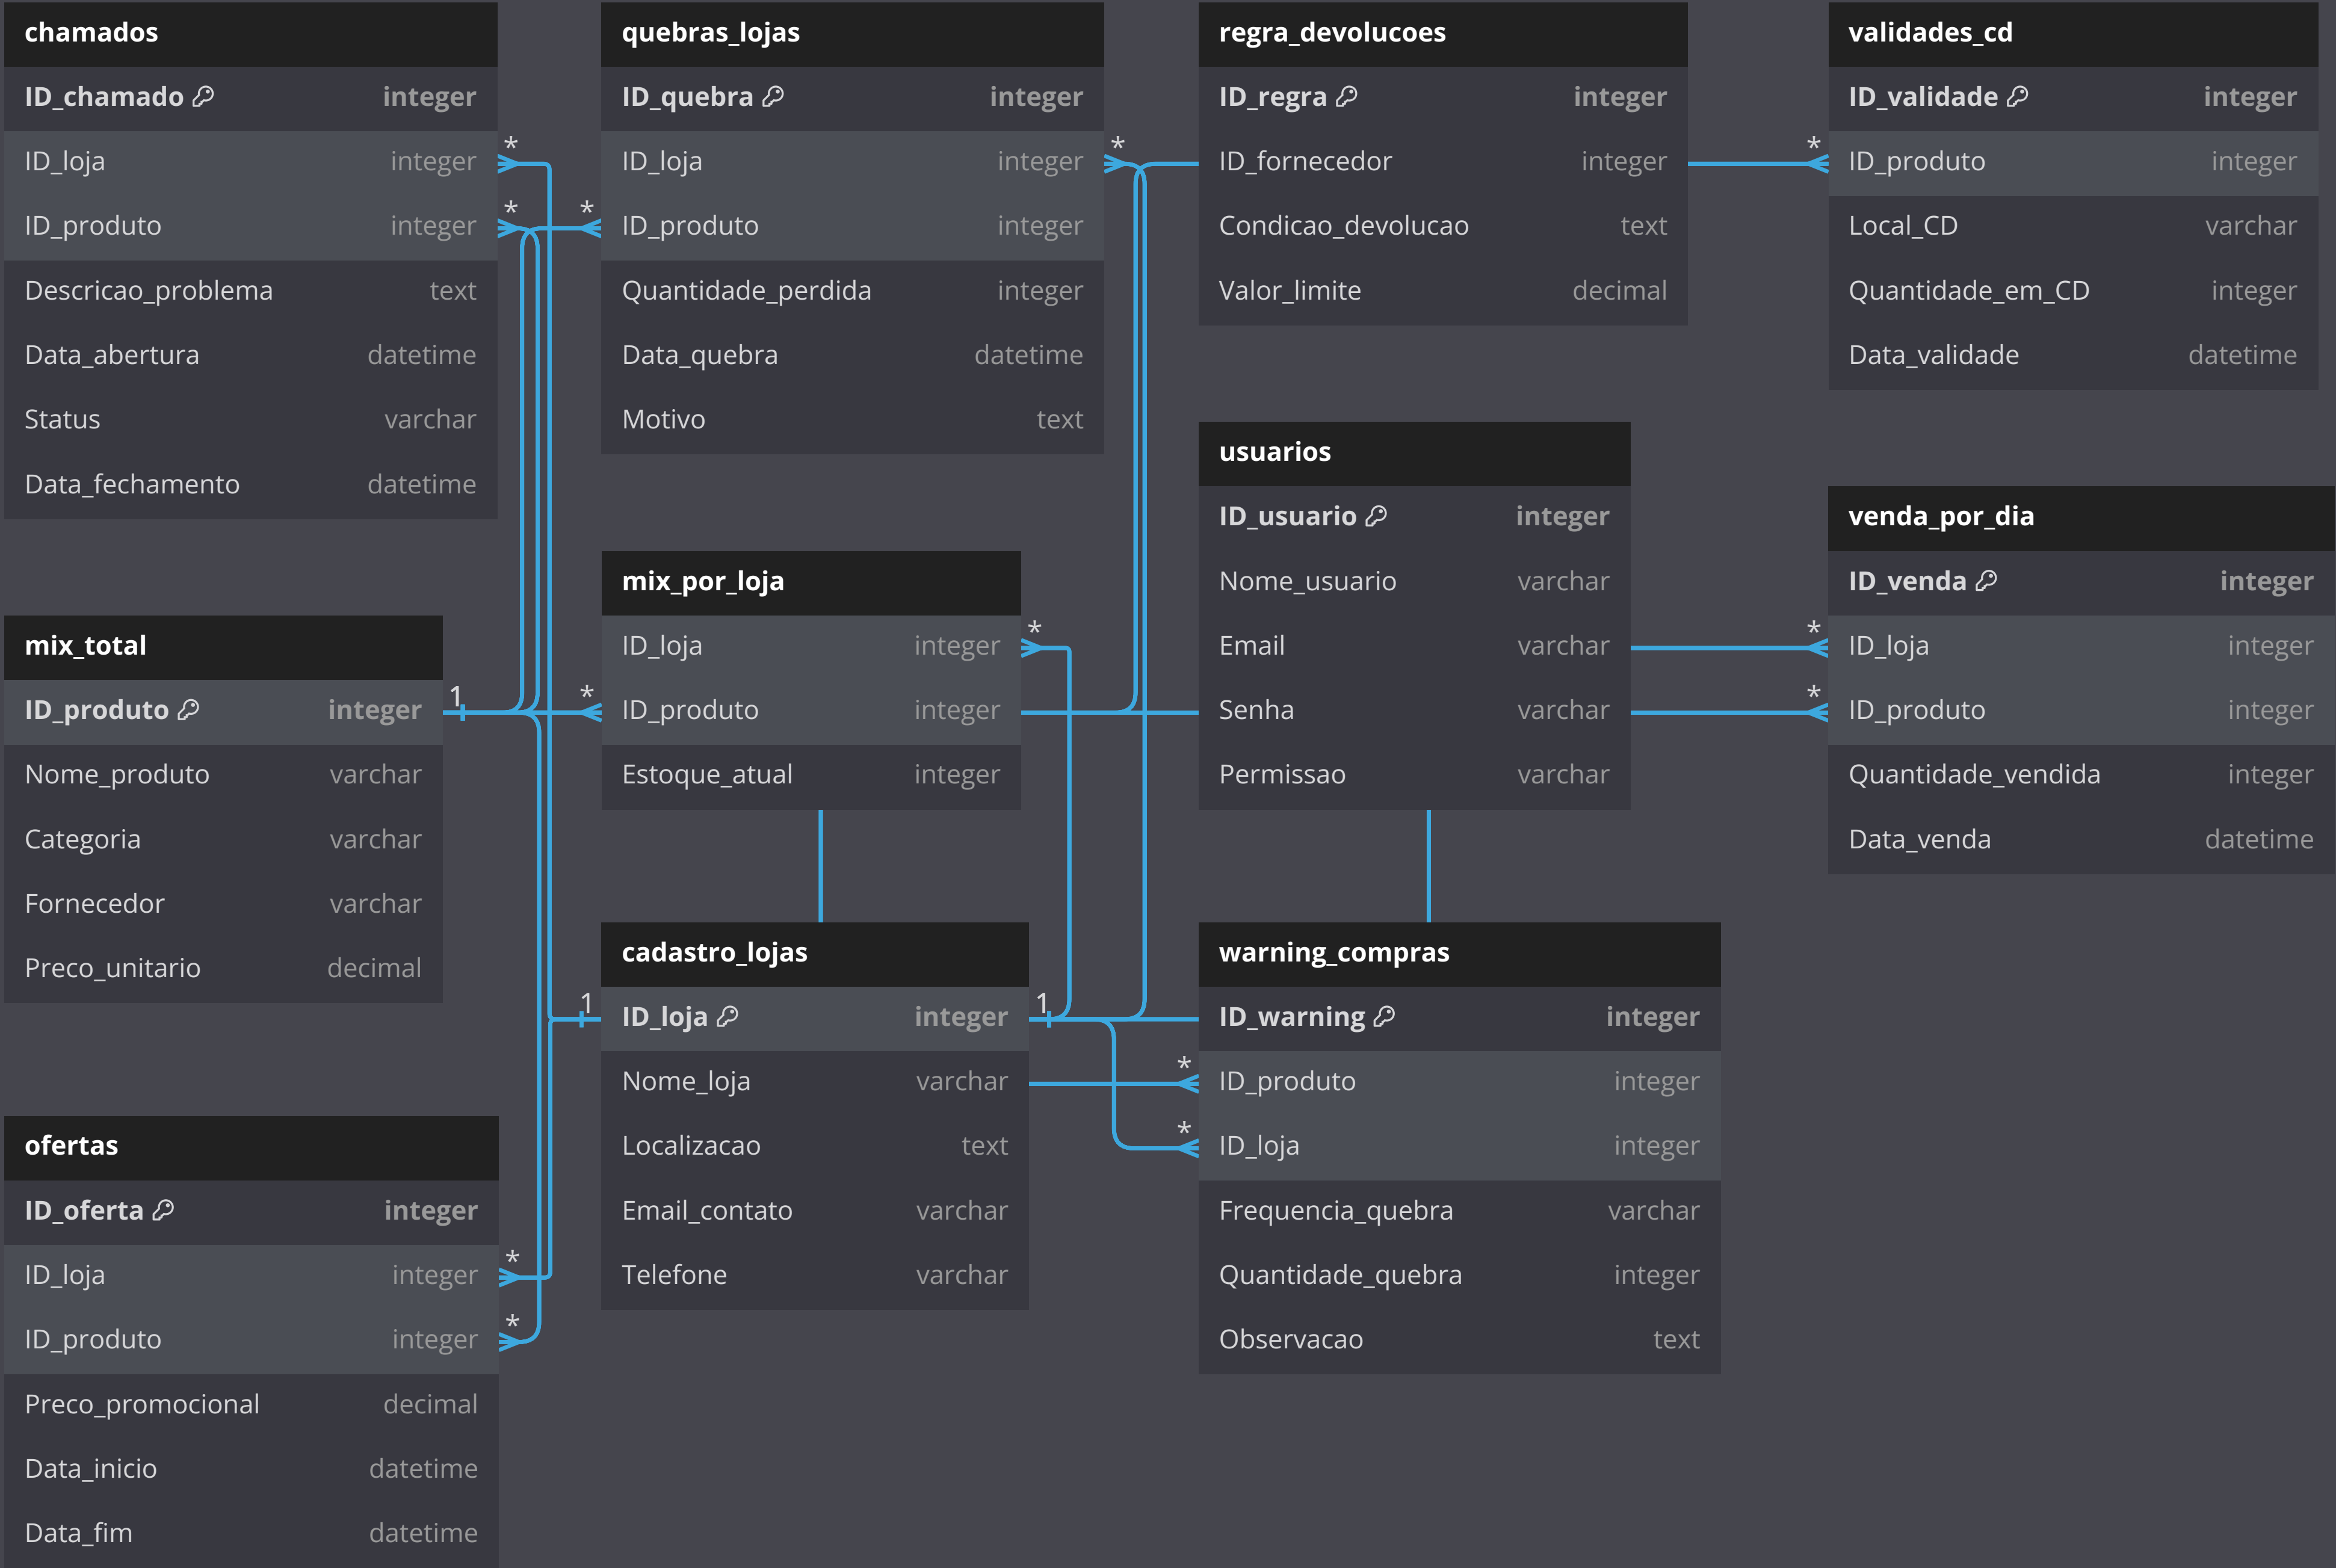 chamados
ID_chamado integer
ID_loja integer
ID_produto integer
Descricao_problema text
Data_abertura datetime
Status varchar
Data_fechamento datetime
* *
quebras_lojas
ID_quebra integer
ID_loja integer
ID_produto integer
Quantidade_perdida integer
Data_quebra datetime
Motivo text
* *
regra_devolucoes
ID_regra integer
ID_fornecedor integer
Condicao_devolucao text
Valor_limite decimal
validades_cd
ID_validade integer
* ID_produto integer
Local_CD varchar
Quantidade_em_CD integer
Data_validade datetime
usuarios
ID_usuario integer
Nome_usuario varchar
Email varchar
Senha varchar
Permissao varchar
venda_por_dia
ID_venda integer
* ID_loja integer
* ID_produto integer
Quantidade_vendida integer
Data_venda datetime
mix_total
ID_produto integer 1
Nome_produto varchar
Categoria varchar
Fornecedor varchar
Preco_unitario decimal
mix_por_loja
ID_loja integer *
* ID_produto integer
Estoque_atual integer
cadastro_lojas
1 ID_loja integer 1
Nome_loja varchar
Localizacao text
Email_contato varchar
Telefone varchar
warning_compras
ID_warning integer
* ID_produto integer
* ID_loja integer
Frequencia_quebra varchar
Quantidade_quebra integer
Observacao text
ofertas
ID_oferta integer
ID_loja integer *
ID_produto integer *
Preco_promocional decimal
Data_inicio datetime
Data_fim datetime